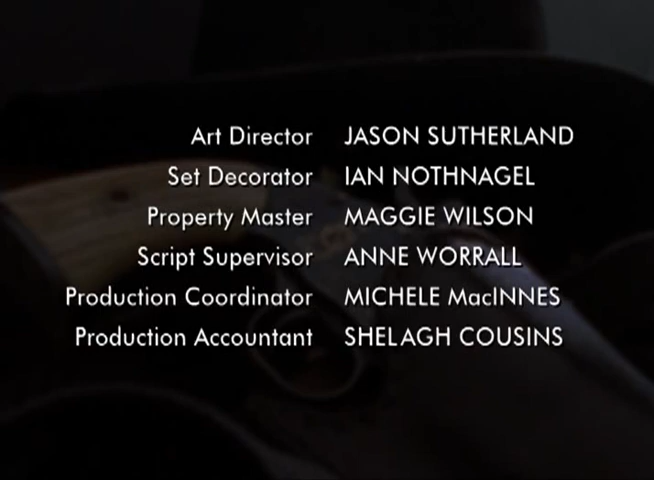 Art Director JASON SUTHERLAND
Set Decorator IAN NOTHNAGEL
Property Master MAGGIE WILSON
Script Supervisor ANNE WORRALL
Production Coordinator MICHELE MacINNES
Production Accountant SHELAGH COUSINS